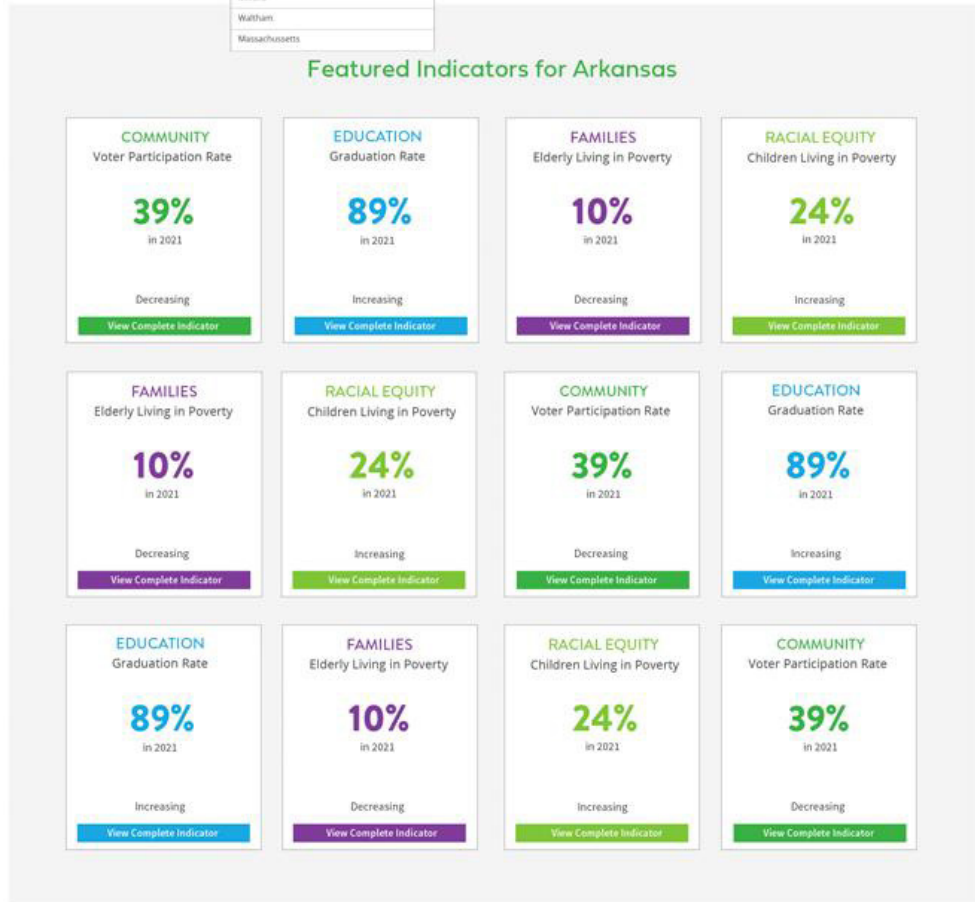 Waltham
Massachussetts
Featured Indicators for Arkansas
COMMUNITY
Voter Participation Rate
39%
in 2021
Decreasing
View Complete Indicator
EDUCATION
Graduation Rate
89%
in 2021
Increasing
View Complete Indicator
FAMILIES
Elderly Living in Poverty
10%
in 2021
Decreasing
View Complete Indicator
RACIAL EQUITY
Children Living in Poverty
24%
in 2021
Increasing
View Complete Indicator
FAMILIES
Elderly Living in Poverty
10%
in 2021
Decreasing
View Complete Indicator
RACIAL EQUITY
Children Living in Poverty
24%
in 2021
Increasing
View Complete Indicator
COMMUNITY
Voter Participation Rate
39%
in 2021
Decreasing
View Complete Indicator
EDUCATION
Graduation Rate
89%
in 2021
Increasing
View Complete Indicator
EDUCATION
Graduation Rate
89%
in 2021
Increasing
View Complete Indicator
FAMILIES
Elderly Living in Poverty
10%
in 2021
Decreasing
View Complete Indicator
RACIAL EQUITY
Children Living in Poverty
24%
in 2021
Increasing
View Complete Indicator
COMMUNITY
Voter Participation Rate
39%
in 2021
Decreasing
View Complete Indicator